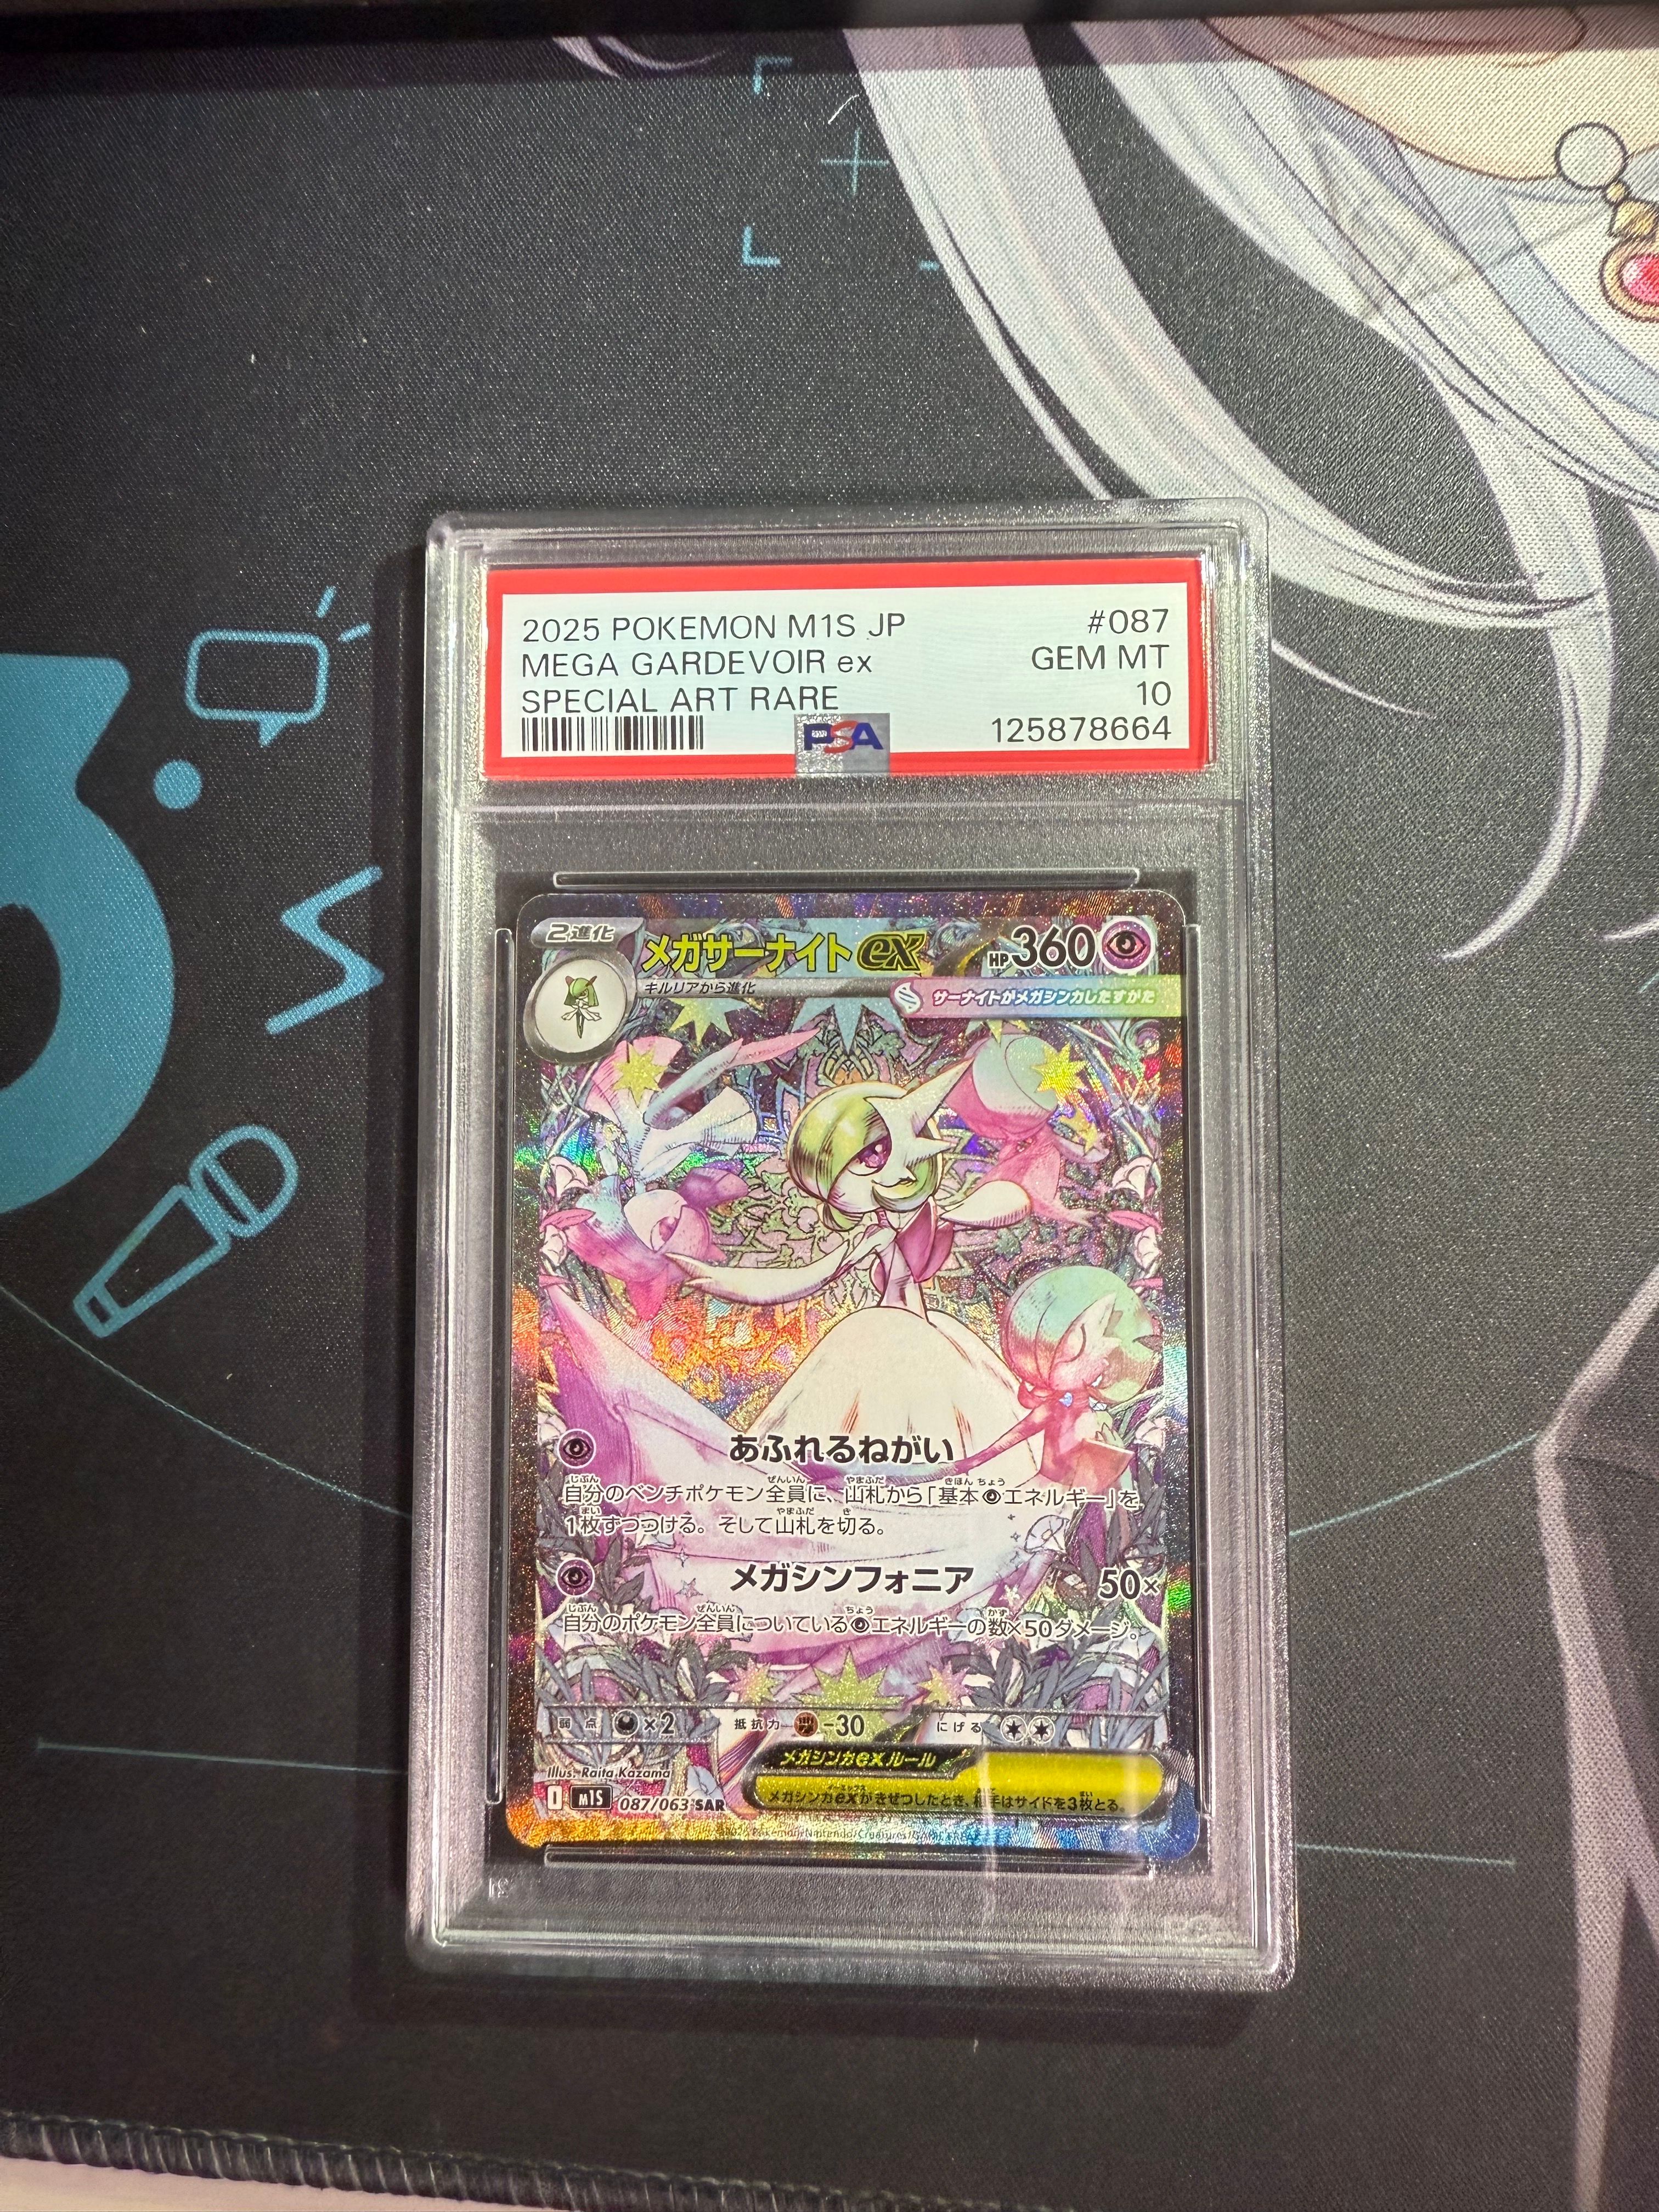 2025 POKEMON M1S JP #087
MEGA GARDEVOIR ex GEM MT
SPECIAL ART RARE 10
PSA 125878664
2進化 メガサーナイトex HP360
キルリアから進化
サーナイトがメガシンカしたすがた
あふれるねがい
自分のベンチポケモン全員に、山札から「基本エネルギー」を
1枚ずつつける。そして山札を切る。
メガシンフォニア 50×
自分のポケモン全員についているエネルギーの数×50ダメージ。
弱点 ×2 抵抗力 -30 にげる
メガシンカexルール
メガシンカexがきぜつしたとき、相手はサイドを3枚とる。
Illus. Raita Kazama
M1S 087/063 SAR